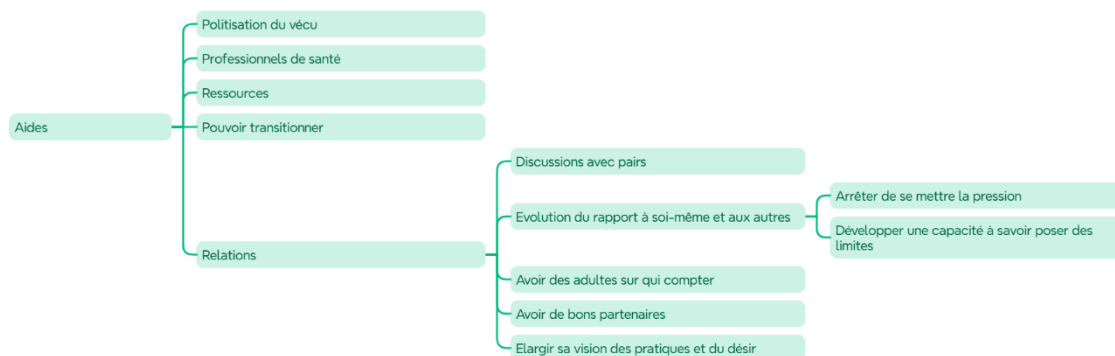 Politisation du vécu
Professionnels de santé
Ressources
Aides
Pouvoir transitionner
Discussions avec pairs
Arrêter de se mettre la pression
Evolution du rapport à soi-même et aux autres
Développer une capacité à savoir poser des
limites
Relations
Avoir des adultes sur qui compter
Avoir de bons partenaires
Elargir sa vision des pratiques et du désir